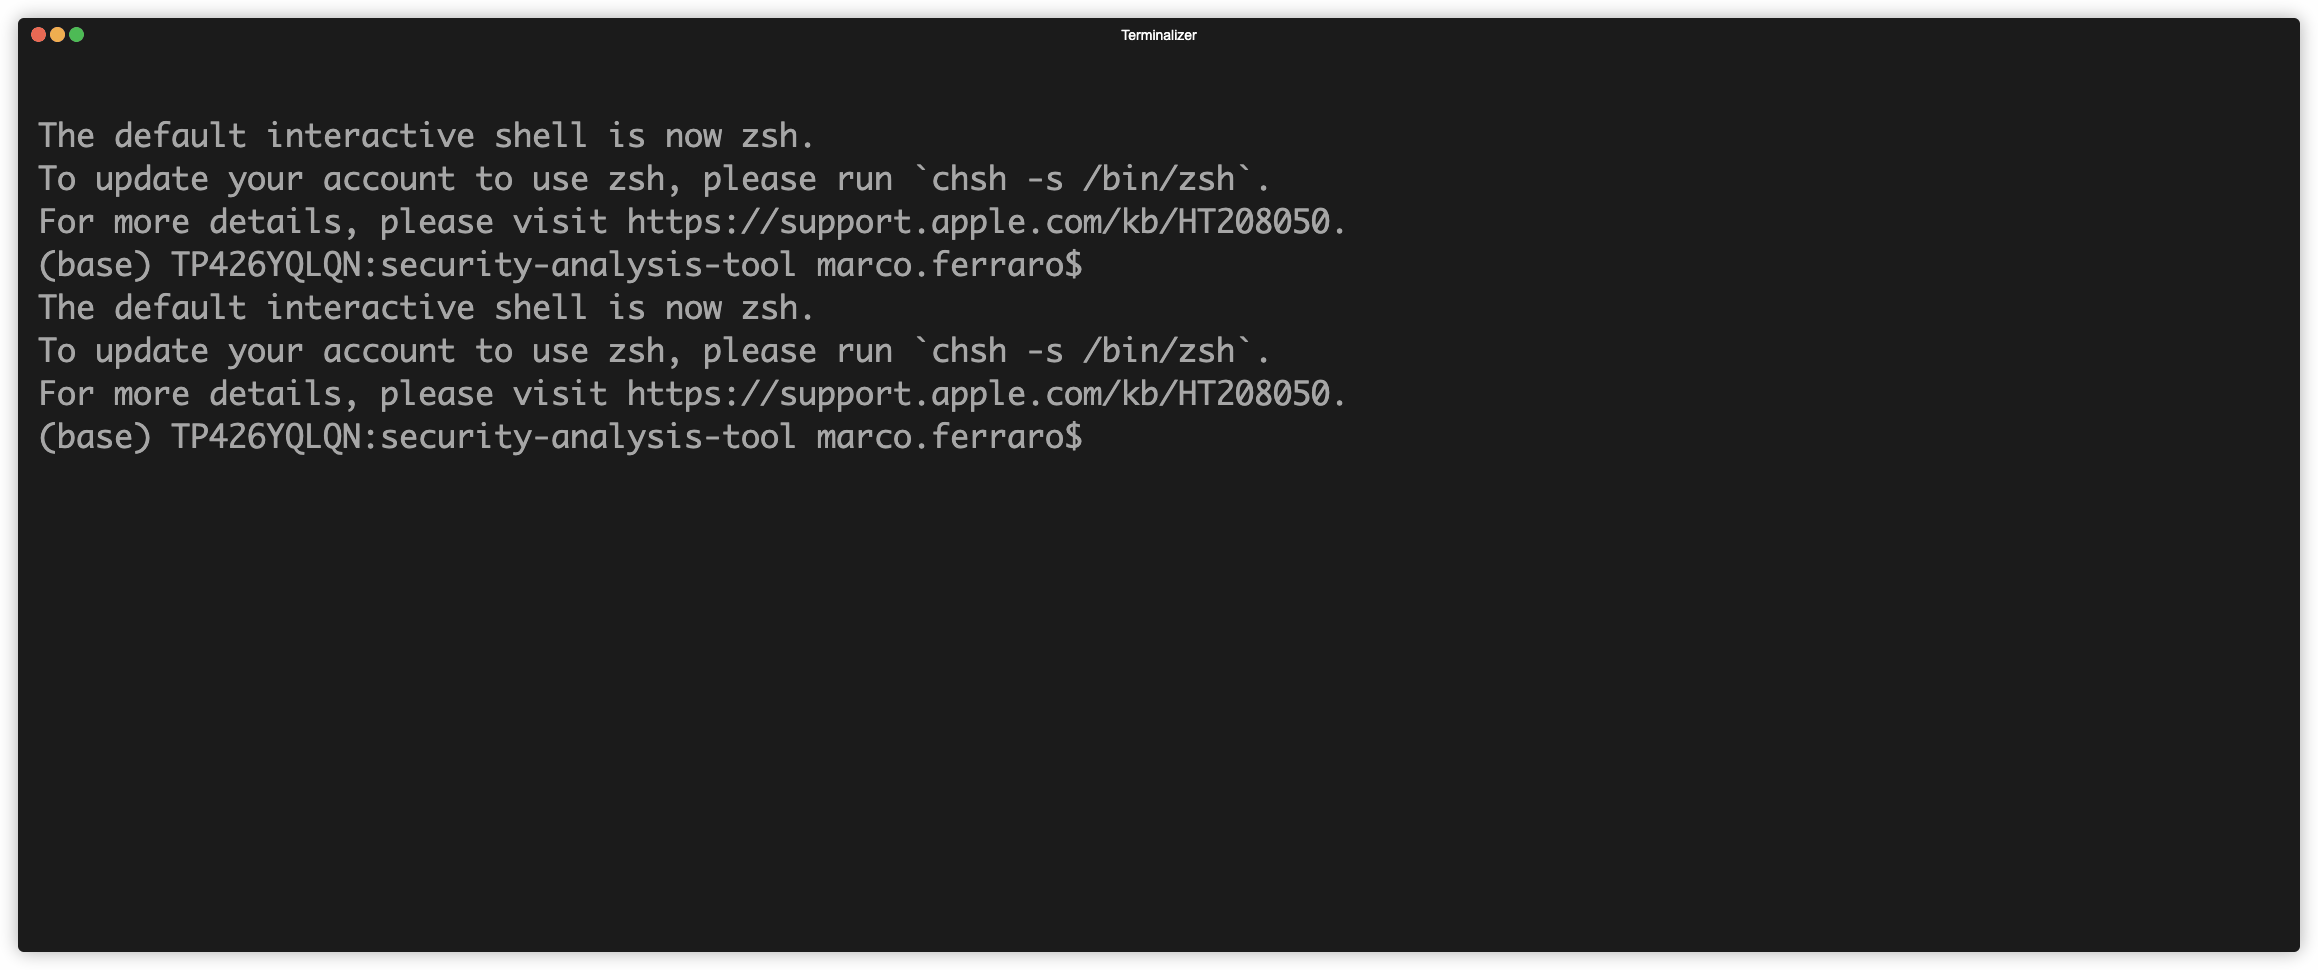 Terminalizer
The default interactive shell is now zsh.
To update your account to use zsh, please run `chsh -s /bin/zsh`.
For more details, please visit https://support.apple.com/kb/HT208050.
(base) TP426YQLQN:security-analysis-tool marco.ferraro$
The default interactive shell is now zsh.
To update your account to use zsh, please run `chsh -s /bin/zsh`.
For more details, please visit https://support.apple.com/kb/HT208050.
(base) TP426YQLQN:security-analysis-tool marco.ferraro$